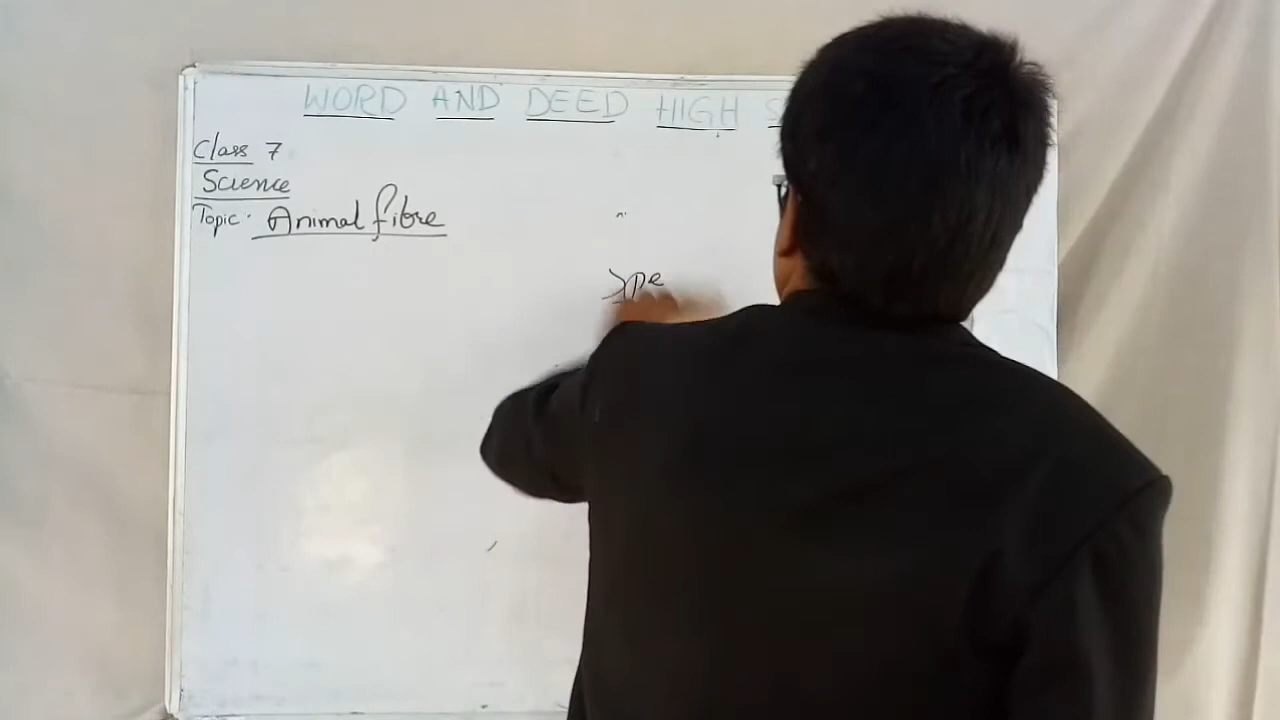 WORD AND DEED HIGH
Class 7
Science
Topic. Animal fibre